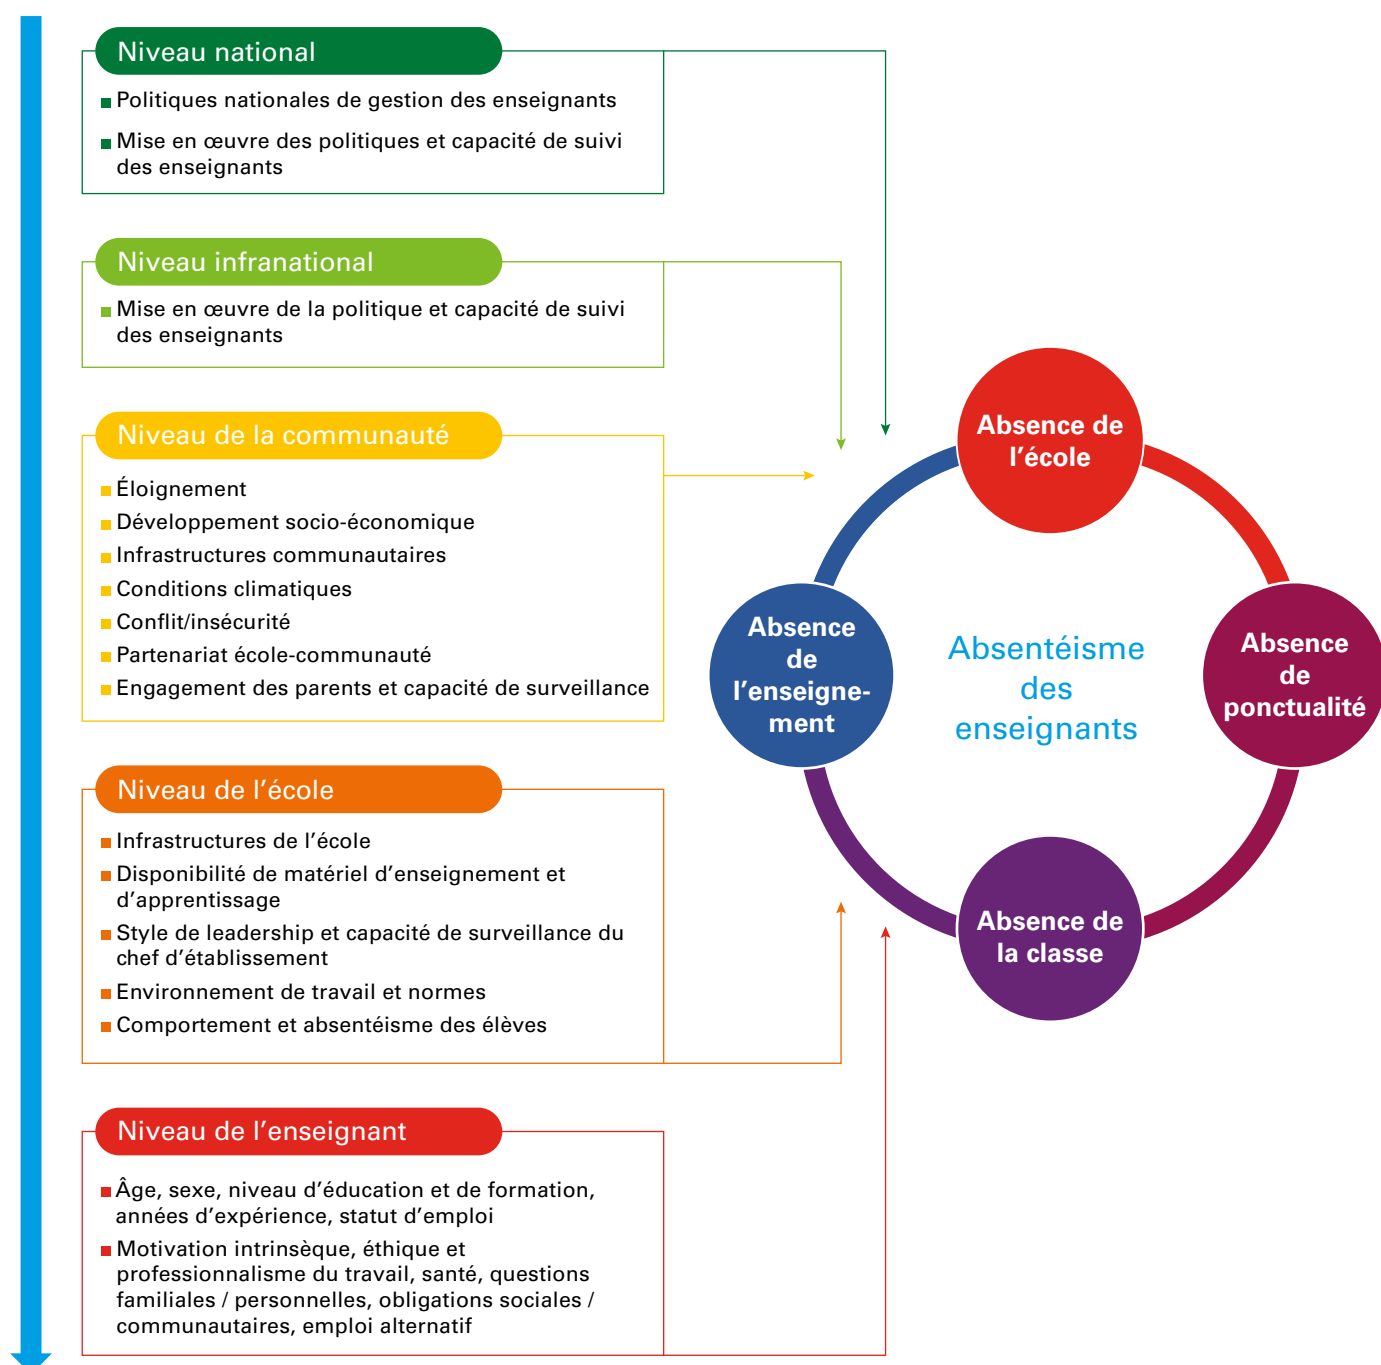 Niveau national
Politiques nationales de gestion des enseignants
Mise en œuvre des politiques et capacité de suivi
des enseignants
Niveau infranational
Mise en œuvre de la politique et capacité de suivi
des enseignants
Niveau de la communauté
Éloignement
Développement socio-économique
Infrastructures communautaires
Conditions climatiques
Conflit/insécurité
Partenariat école-communauté
Engagement des parents et capacité de surveillance
Niveau de l’école
Infrastructures de l’école
Disponibilité de matériel d’enseignement et
d’apprentissage
Style de leadership et capacité de surveillance du
chef d’établissement
Environnement de travail et normes
Comportement et absentéisme des élèves
Niveau de l’enseignant
Âge, sexe, niveau d’éducation et de formation,
années d’expérience, statut d’emploi
Motivation intrinsèque, éthique et
professionnalisme du travail, santé, questions
familiales / personnelles, obligations sociales /
communautaires, emploi alternatif
Absence de
l’école
Absence
de
l’enseigne-
ment
Absentéisme
des
enseignants
Absence
de
ponctualité
Absence de
la classe